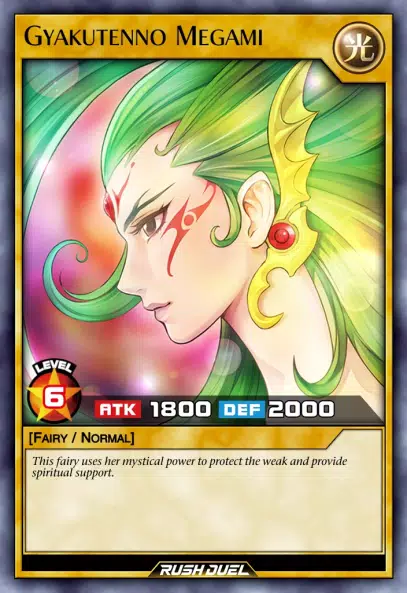 Gyakutenno Megami
光
LEVEL
6
ATK 1800 DEF 2000
[Fairy / Normal]
This fairy uses her mystical power to protect the weak and provide
spiritual support.
RUSH DUEL